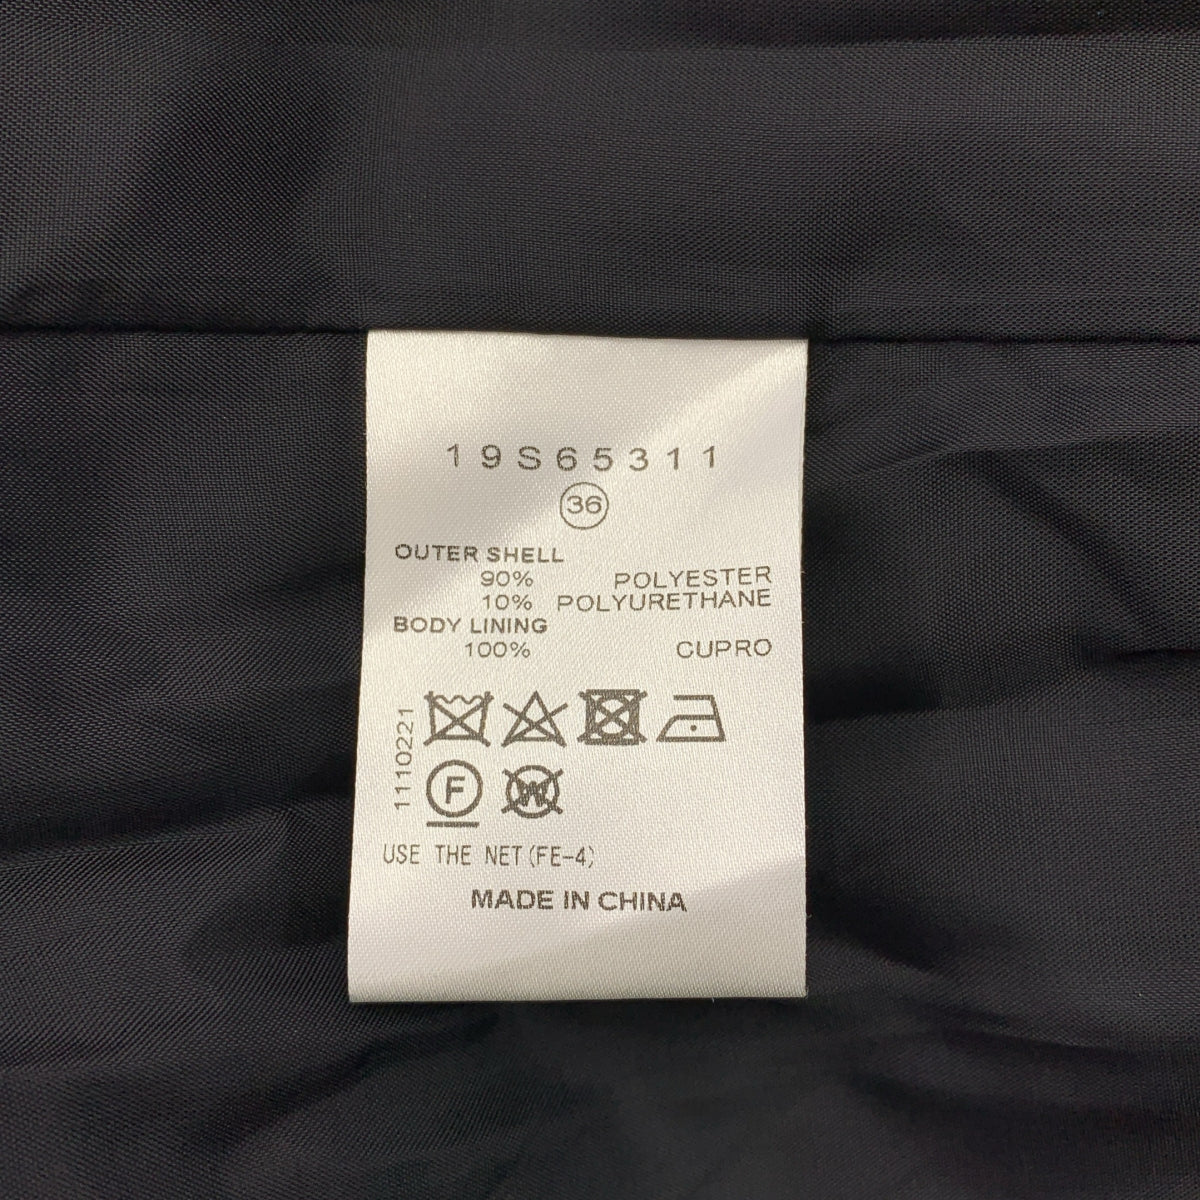 19S65311
36
OUTER SHELL
90% POLYESTER
10% POLYURETHANE
BODY LINING
100% CUPRO
1110221
F
W
USE THE NET(FE-4)
MADE IN CHINA